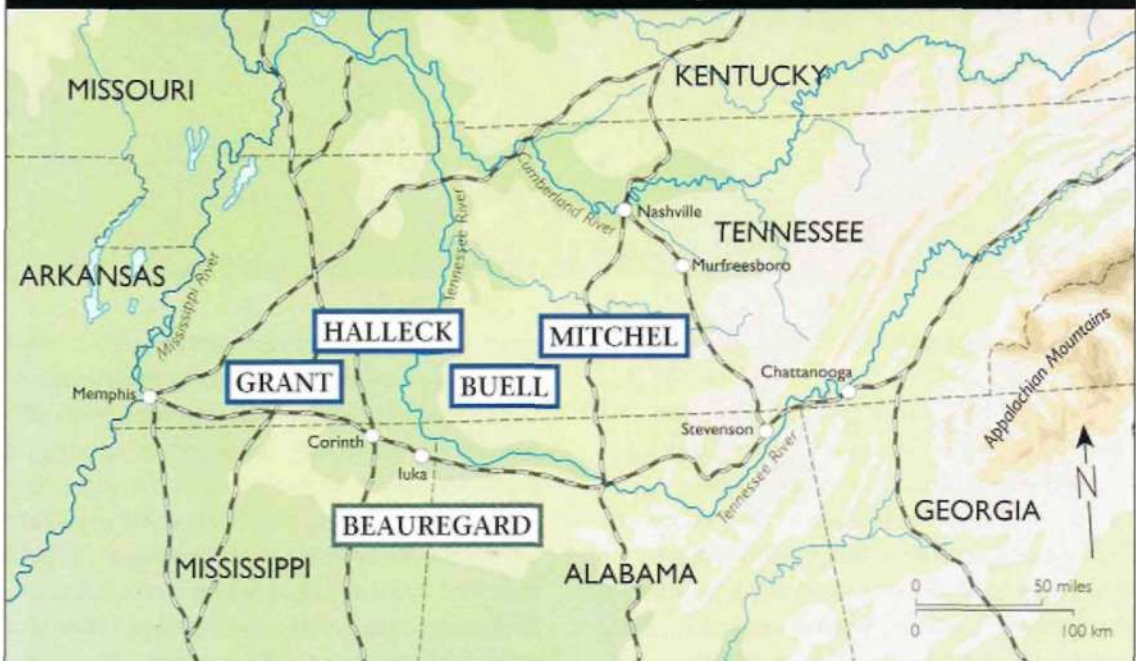 KENTUCKY
MISSOURI
Cumberland River
Nashville
Tennessee River
TENNESSEE
Murfreesboro
ARKANSAS
Mississippi River
HALLECK
MITCHEL
Appalachian Mountains
GRANT
BUELL
Chattanooga
Memphis
Stevenson
Corinth
Iuka
Tennessee River
N
BEAUREGARD
GEORGIA
MISSISSIPPI
ALABAMA
0 50 miles
0 100 km